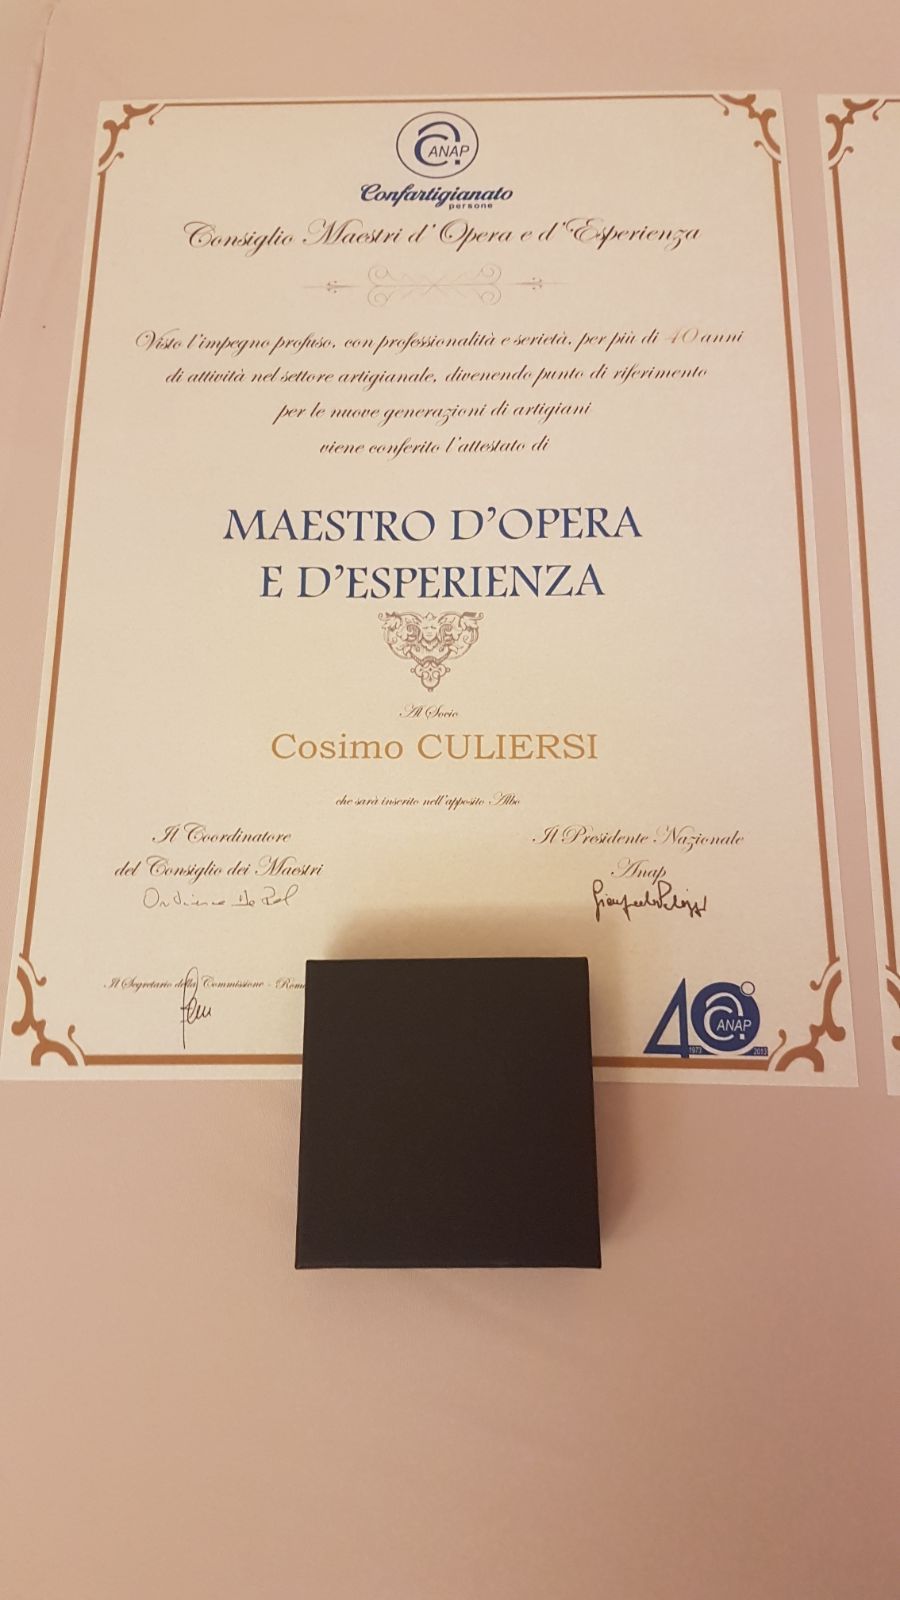 ANAP
Confartigianato
persone
Consiglio Maestri d'Opera e d'Esperienza
Visto l'impegno profuso, con professionalità e serietà, per più di 40 anni
di attività nel settore artigianale, divenendo punto di riferimento
per le nuove generazioni di artigiani
viene conferito l'attestato di
MAESTRO D'OPERA
E D'ESPERIENZA
Al Socio
Cosimo CULIERSI
che sarà inserito nell'apposito Albo
Il Coordinatore
del Consiglio dei Maestri
Il Presidente Nazionale
Anap
Il Segretario della Commissione - Roma
40
ANAP
1973 2013